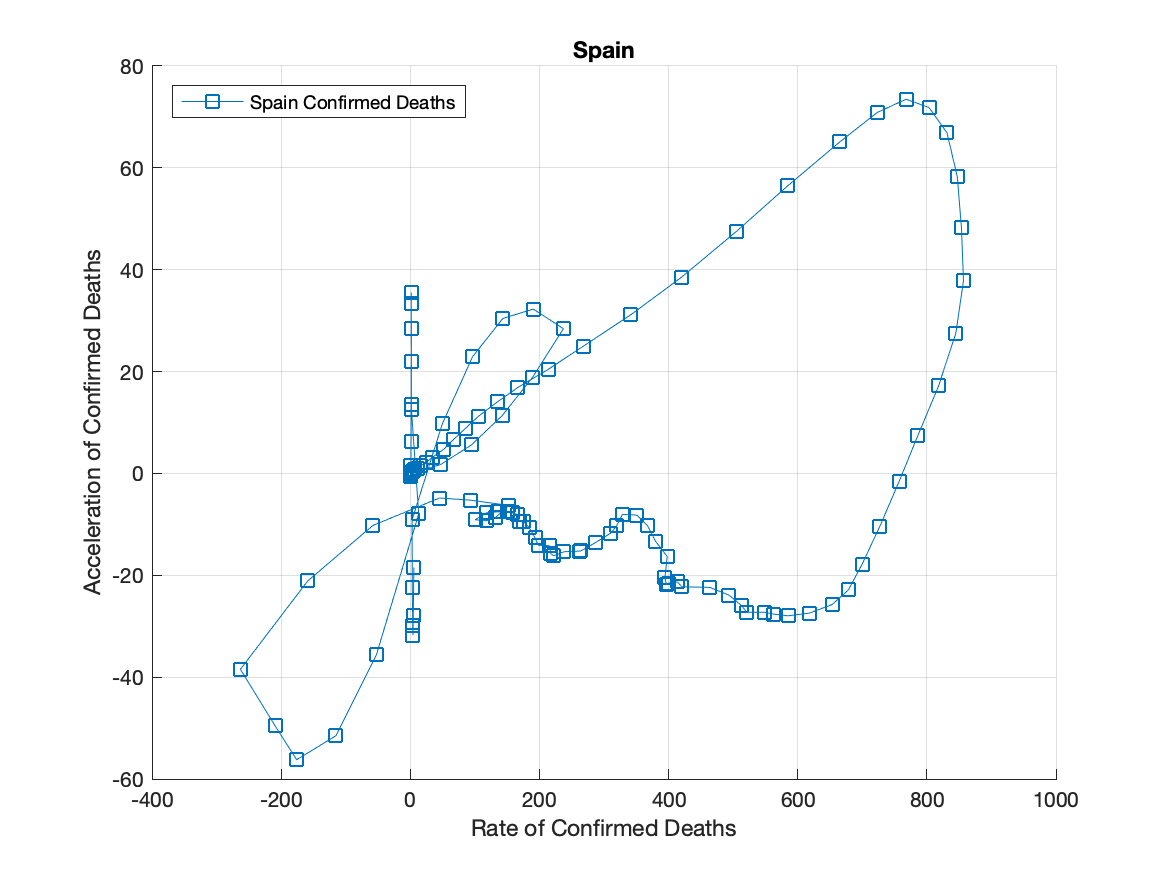 Spain
80
Spain Confirmed Deaths
60
40
20
0
-20
-40
-60
Acceleration of Confirmed Deaths
-400 -200 0 200 400 600 800 1000
Rate of Confirmed Deaths